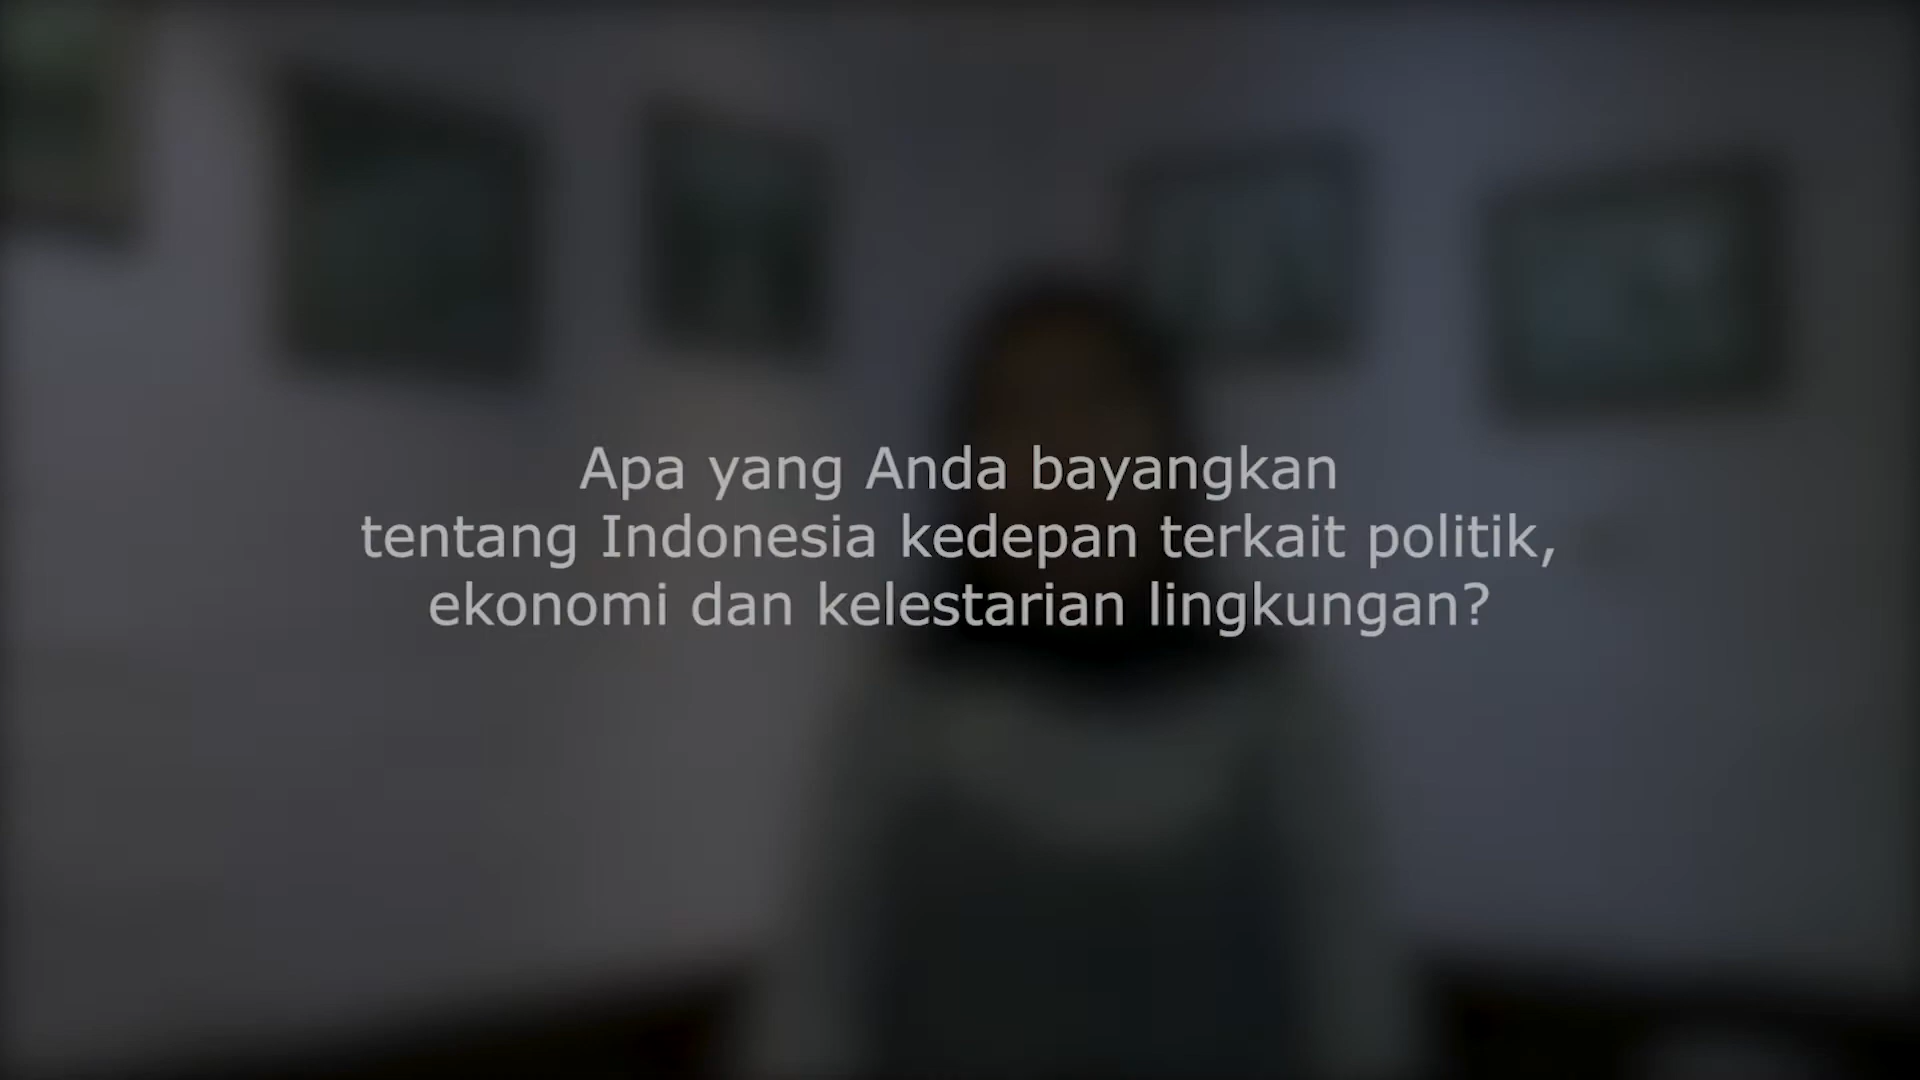 Apa yang Anda bayangkan
tentang Indonesia kedepan terkait politik,
ekonomi dan kelestarian lingkungan?